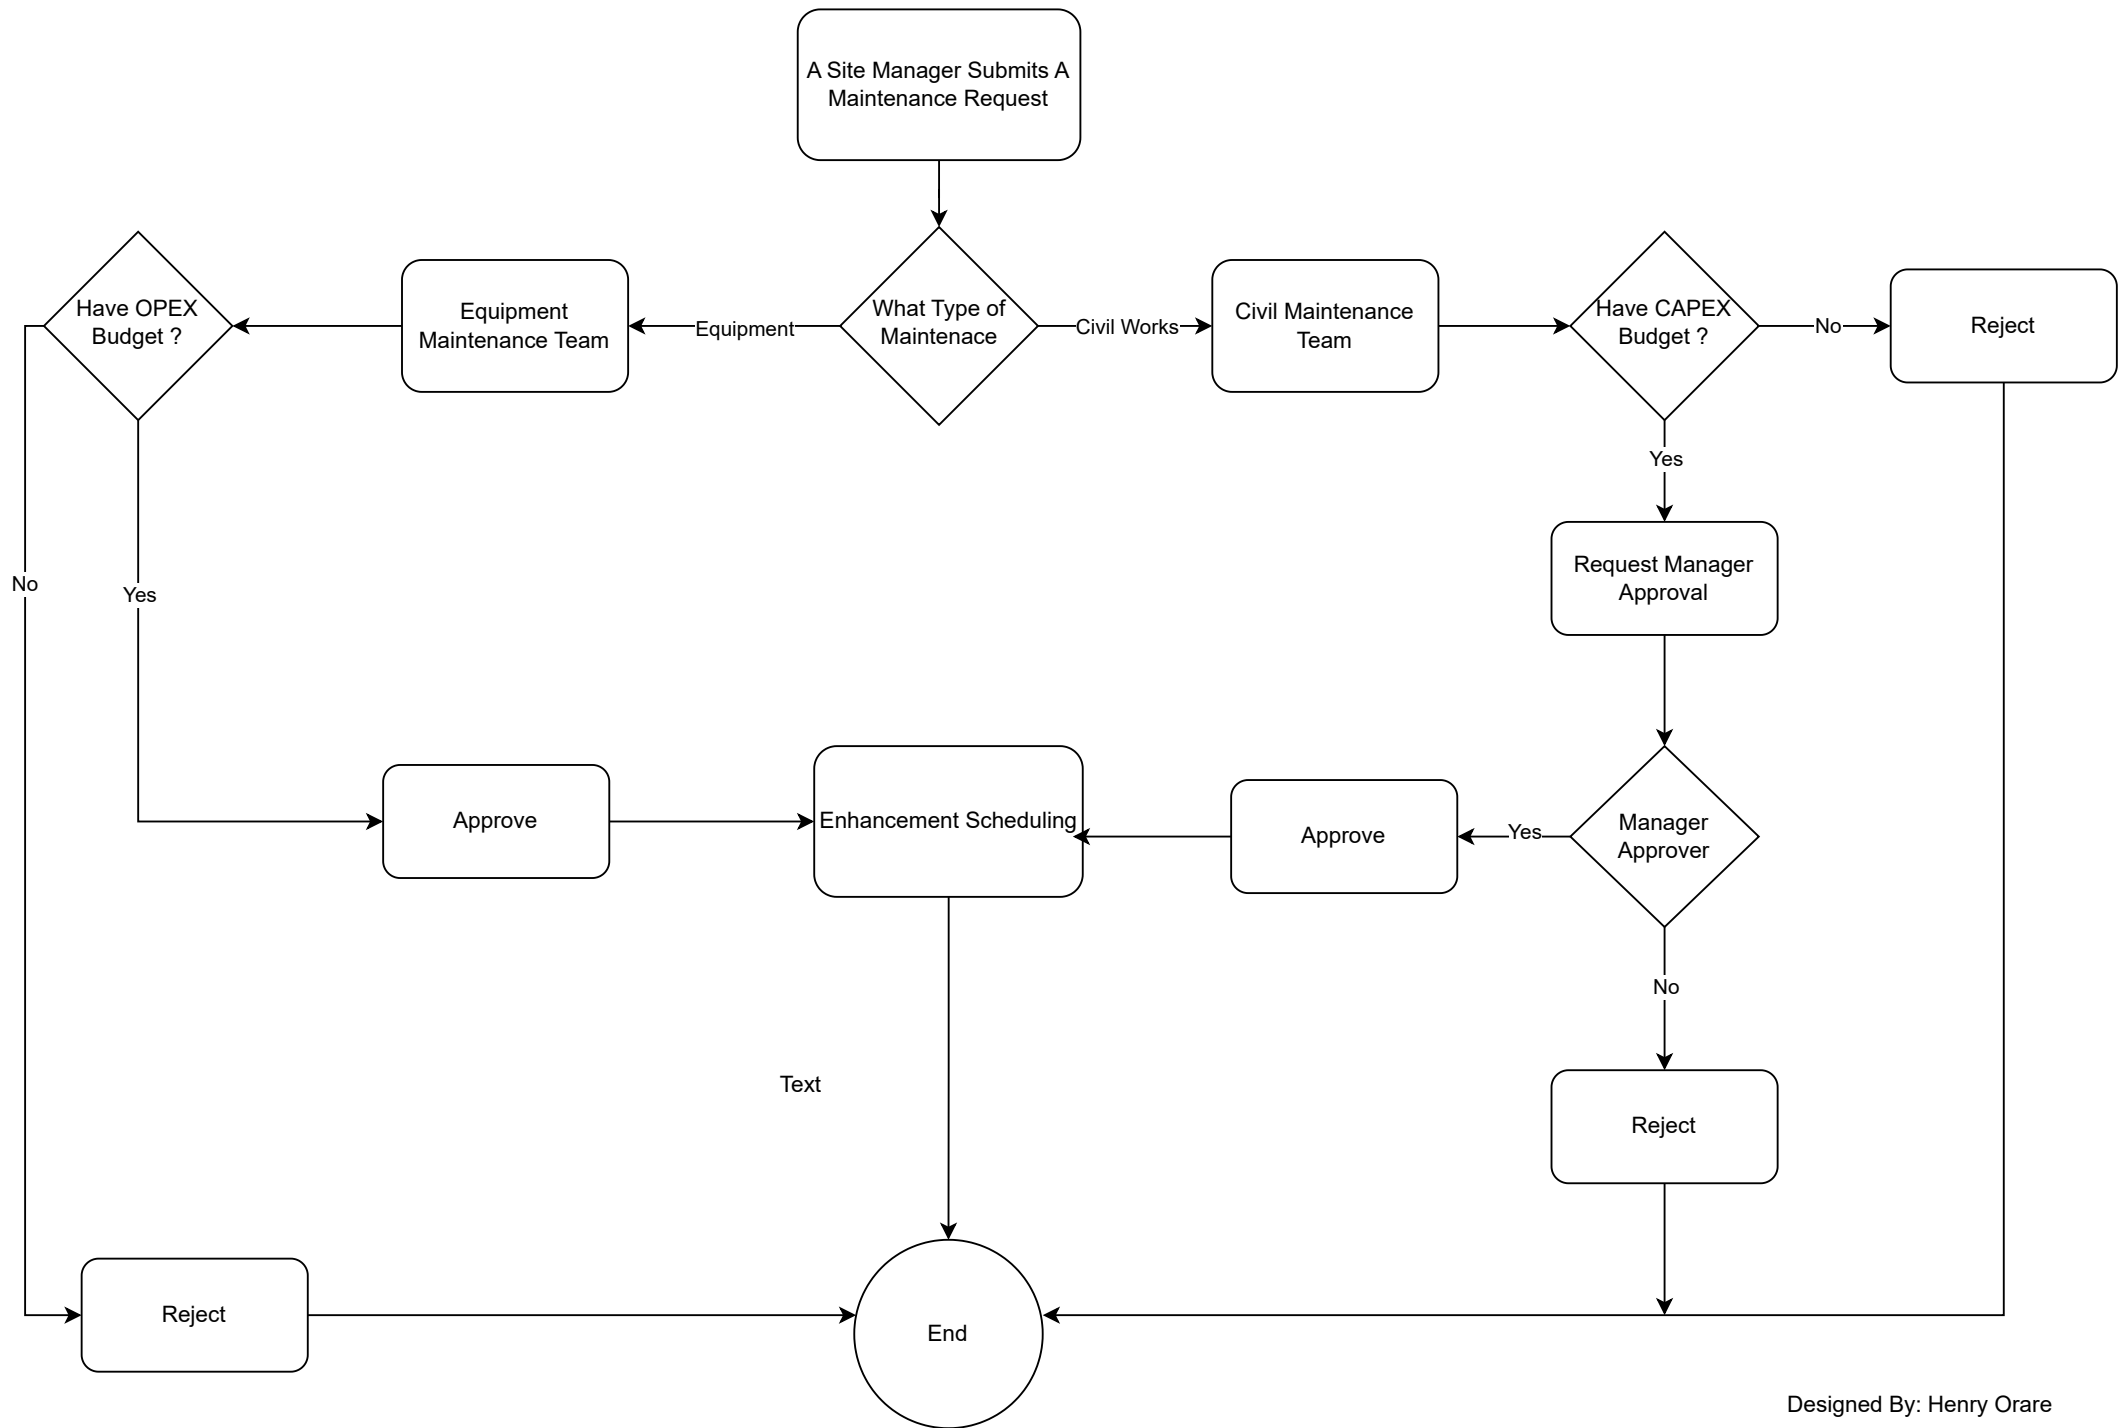 A Site Manager Submits A
Maintenance Request
Have OPEX
Budget ?
Equipment
Maintenance Team
Equipment
What Type of
Maintenace
Civil Works
Civil Maintenance
Team
Have CAPEX
Budget ?
No
Reject
Yes
Request Manager
Approval
No
Yes
Approve
Enhancement Scheduling
Approve
Yes
Manager
Approver
No
Text
Reject
Reject
End
Designed By: Henry Orare